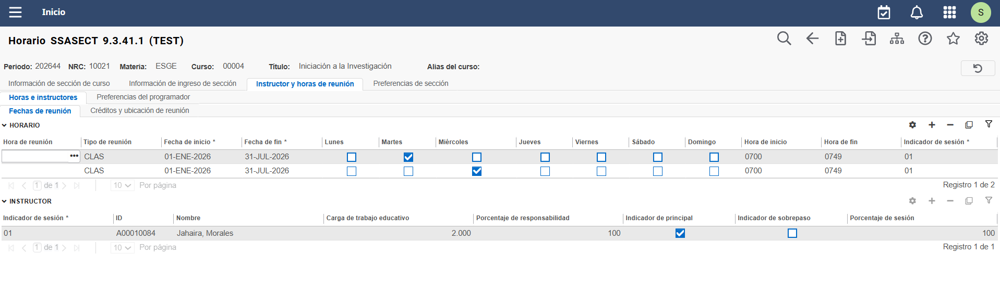 Inicio
S
Horario SSASECT 9.3.41.1 (TEST)
Periodo: 202644 NRC: 10021 Materia: ESGE Curso: 00004 Título: Iniciación a la Investigación Alias del curso:
Información de sección de curso Información de ingreso de sección Instructor y horas de reunión Preferencias de sección
Horas e instructores Preferencias del programador
Fechas de reunión Créditos y ubicación de reunión
HORARIO
Hora de reunión Tipo de reunión Fecha de inicio * Fecha de fin * Lunes Martes Miércoles Jueves Viernes Sábado Domingo Hora de inicio Hora de fin Indicador de sesión *
CLAS 01-ENE-2026 31-JUL-2026 0700 0749 01
CLAS 01-ENE-2026 31-JUL-2026 0700 0749 01
1 de 1 10 Por página Registro 1 de 2
INSTRUCTOR
Indicador de sesión * ID Nombre Carga de trabajo educativo Porcentaje de responsabilidad Indicador de principal Indicador de sobrepaso Porcentaje de sesión
01 A00010084 Jahaira, Morales 2.000 100 100
1 de 1 10 Por página Registro 1 de 1